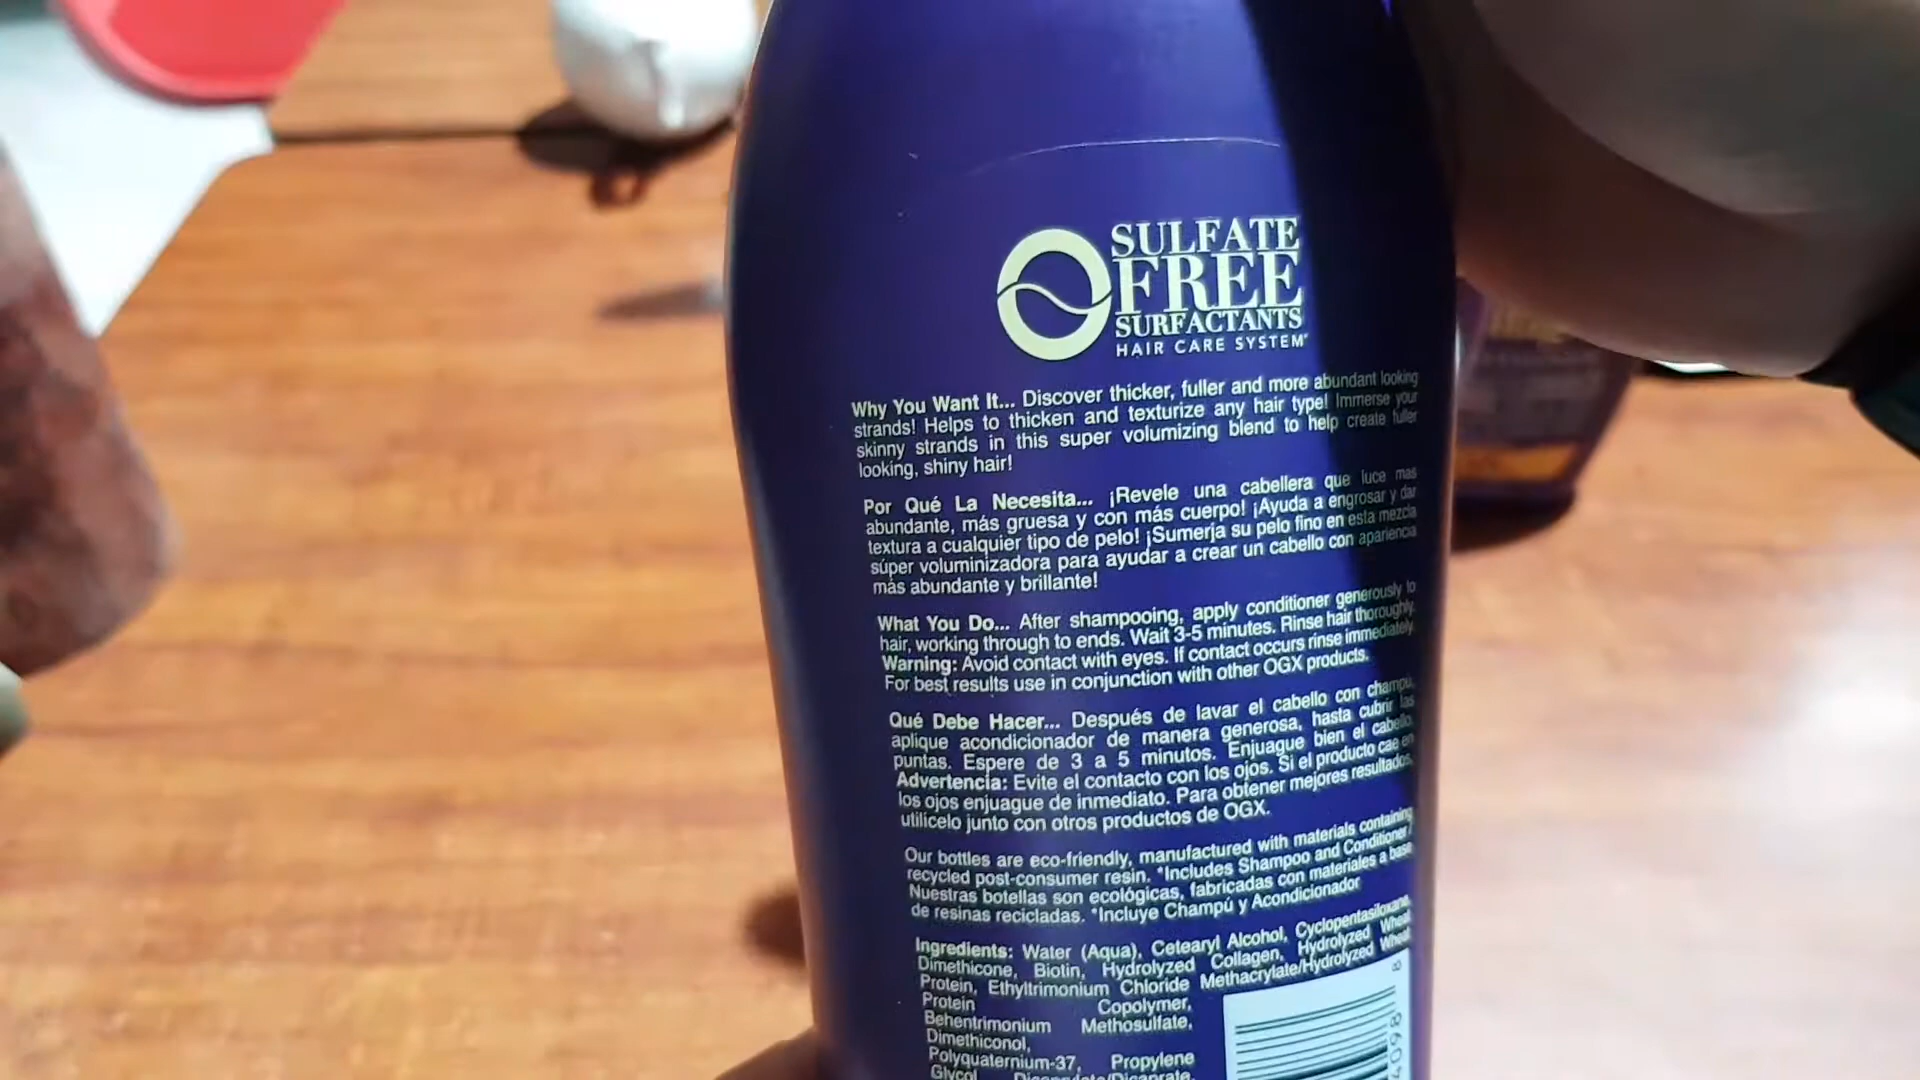 SULFATE
FREE
SURFACTANTS
HAIR CARE SYSTEM
Why You Want It... Discover thicker, fuller and more abundant looking
strands! Helps to thicken and texturize any hair type! Immerse your
skinny strands in this super volumizing blend to help create fuller
looking, shiny hair!
Por Qué La Necesita... ¡Revele una cabellera que luce mas
abundante, más gruesa y con más cuerpo! ¡Ayuda a engrosar y dar
textura a cualquier tipo de pelo! ¡Sumerja su pelo fino en esta mezcla
súper voluminizadora para ayudar a crear un cabello con apariencia
más abundante y brillante!
What You Do... After shampooing, apply conditioner generously to
hair, working through to ends. Wait 3-5 minutes. Rinse hair thoroughly.
Warning: Avoid contact with eyes. If contact occurs rinse immediately.
For best results use in conjunction with other OGX products.
Qué Debe Hacer... Después de lavar el cabello con champú,
aplique acondicionador de manera generosa, hasta cubrir las
puntas. Espere de 3 a 5 minutos. Enjuague bien el cabello.
Advertencia: Evite el contacto con los ojos. Si el producto cae en
los ojos enjuague de inmediato. Para obtener mejores resultados,
utilícelo junto con otros productos de OGX.
Our bottles are eco-friendly, manufactured with materials containing
recycled post-consumer resin. *Includes Shampoo and Conditioner /
Nuestras botellas son ecológicas, fabricadas con materiales a base
de resinas recicladas. *Incluye Champú y Acondicionador
Ingredients: Water (Aqua), Cetearyl Alcohol, Cyclopentasiloxane,
Dimethicone, Biotin, Hydrolyzed Collagen, Hydrolyzed Wheat
Protein, Ethyltrimonium Chloride Methacrylate/Hydrolyzed Wheat
Protein Copolymer,
Behentrimonium Methosulfate,
Dimethiconol,
Polyquaternium-37, Propylene
Glycol